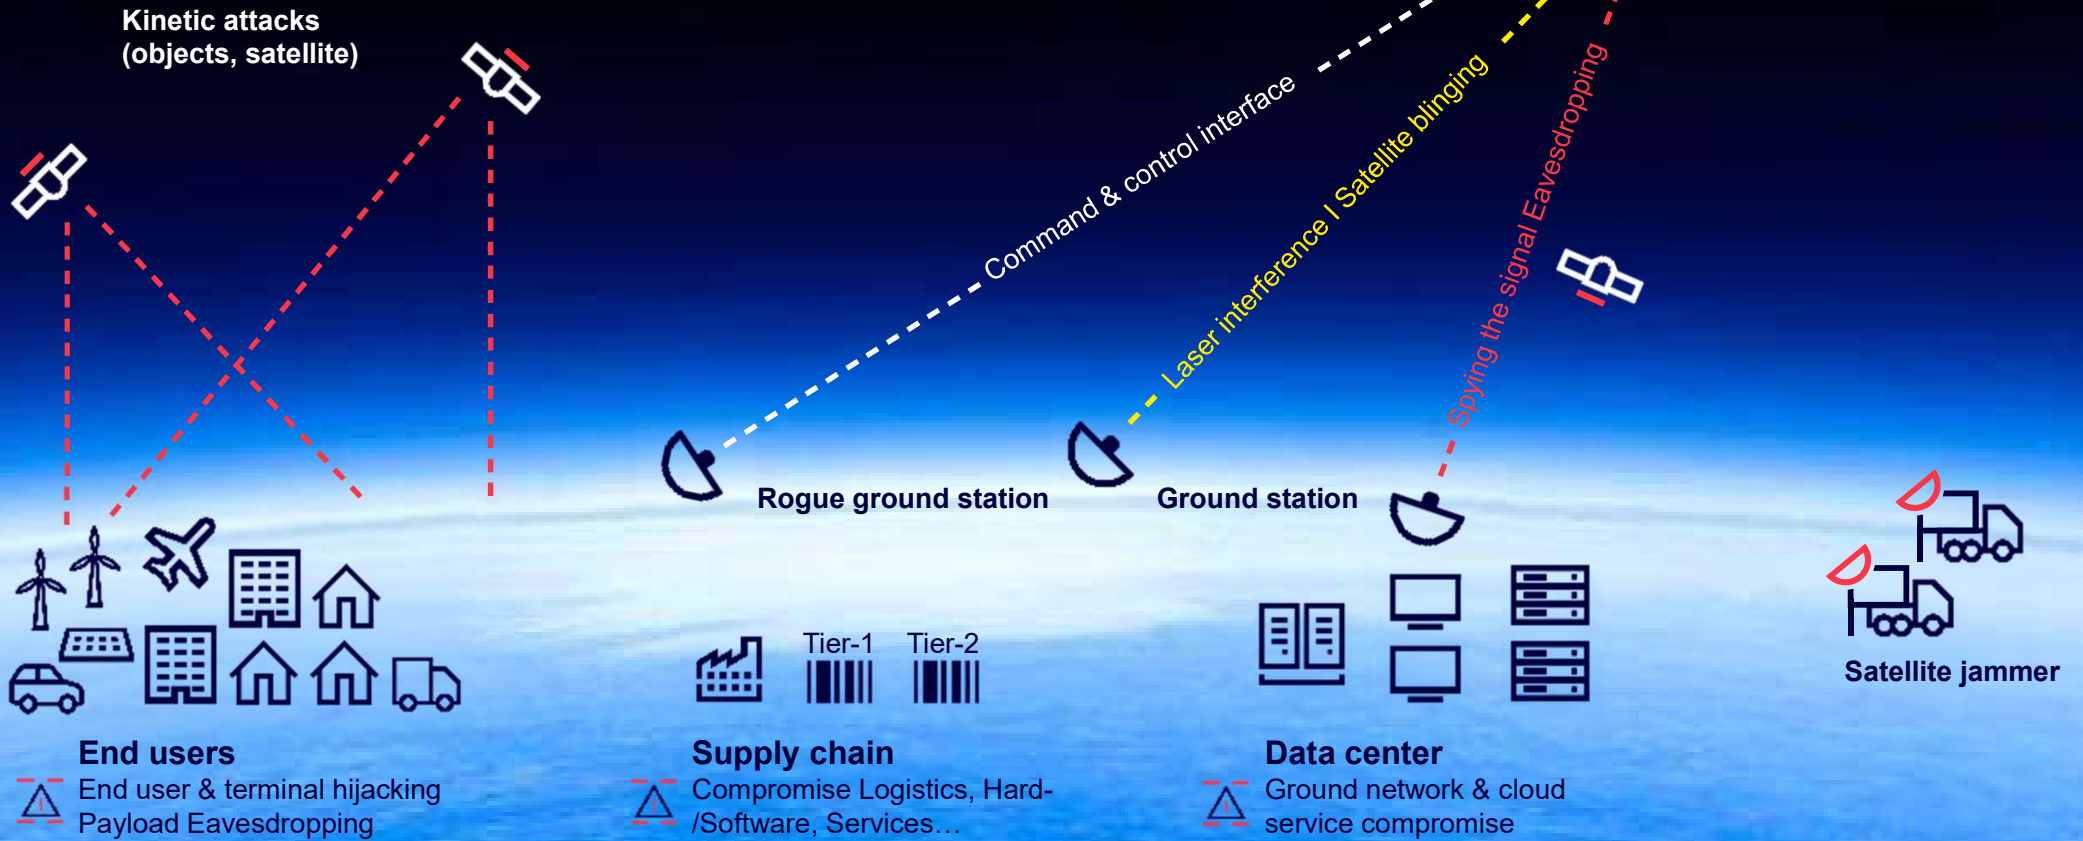 Kinetic attacks
(objects, satellite)
Command & control interface
Laser interference I Satellite blinging
Spying the signal Eavesdropping
Rogue ground station
Ground station
Tier-1
Tier-2
Satellite jammer
End users
End user & terminal hijacking
Payload Eavesdropping
Supply chain
Compromise Logistics, Hard-
/Software, Services…
Data center
Ground network & cloud
service compromise